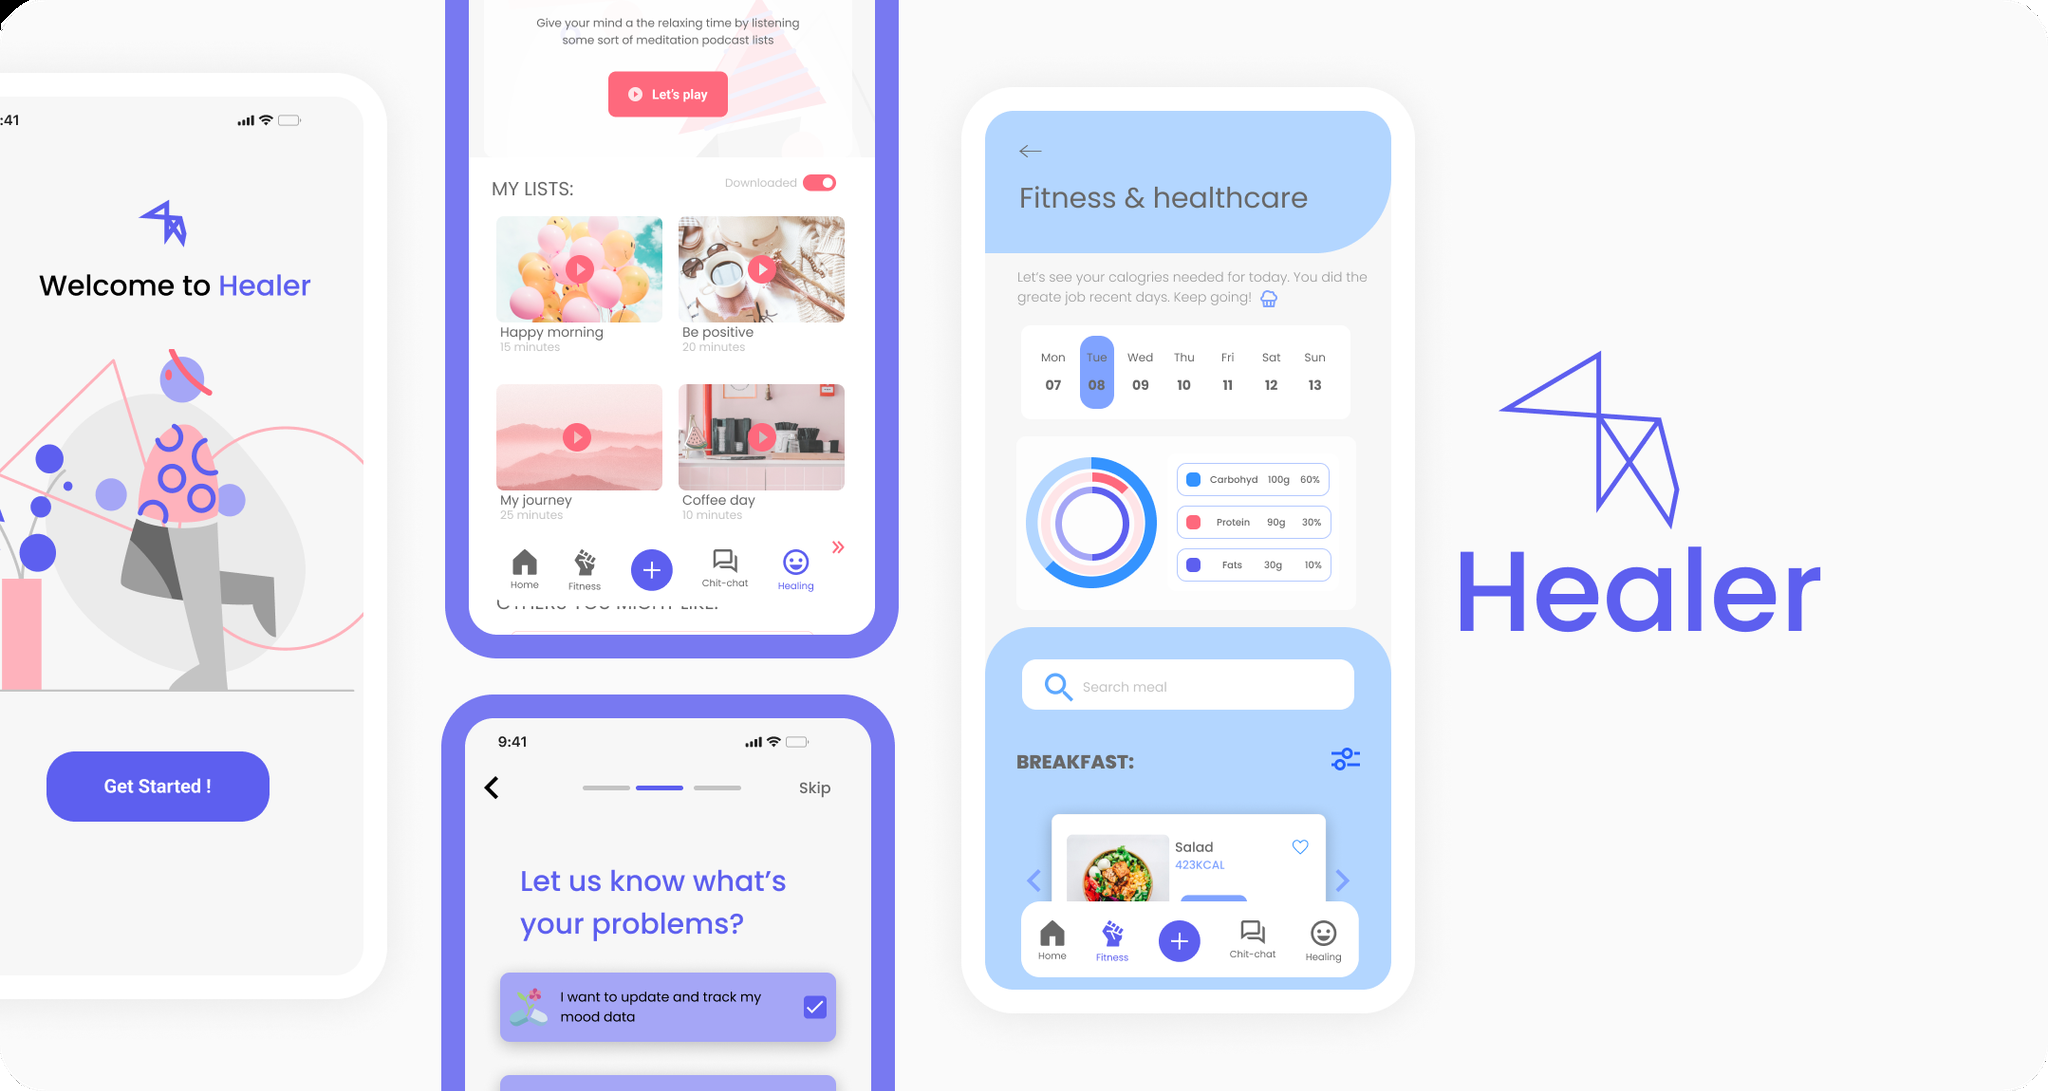 :41
Welcome to Healer
Get Started !
Give your mind a the relaxing time by listening
some sort of meditation podcast lists
Let's play
MY LISTS:
Downloaded
Happy morning
15 minutes
Be positive
20 minutes
My journey
25 minutes
Coffee day
10 minutes
Home
Fitness
Chit-chat
Healing
OTHERS YOU MIGHT LIKE:
9:41
Skip
Let us know what's
your problems?
I want to update and track my
mood data
Fitness & healthcare
Let's see your calogries needed for today. You did the
greate job recent days. Keep going!
Mon Tue Wed Thu Fri Sat Sun
07 08 09 10 11 12 13
Carbohyd 100g 60%
Protein 90g 30%
Fats 30g 10%
Search meal
BREAKFAST:
Salad
423KCAL
Home
Fitness
Chit-chat
Healing
Healer